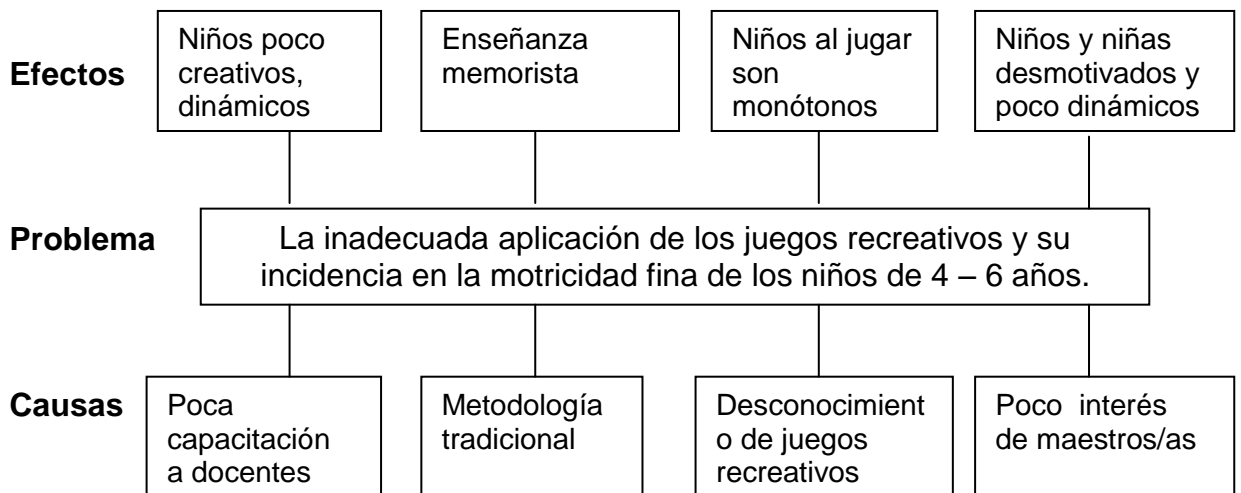 Efectos
Niños poco
creativos,
dinámicos
Enseñanza
memorista
Niños al jugar
son
monótonos
Niños y niñas
desmotivados y
poco dinámicos
Problema
La inadecuada aplicación de los juegos recreativos y su
incidencia en la motricidad fina de los niños de 4 – 6 años.
Causas
Poca
capacitación
a docentes
Metodología
tradicional
Desconocimient
o de juegos
recreativos
Poco interés
de maestros/as